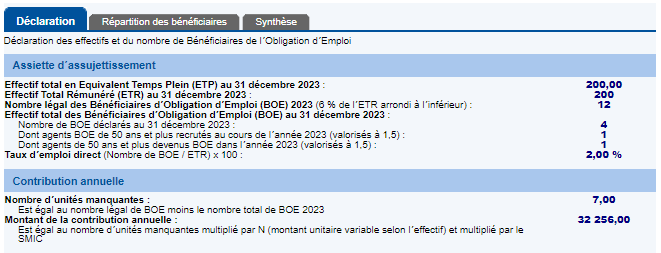 Déclaration
Répartition des bénéficiaires
Synthèse
Déclaration des effectifs et du nombre de Bénéficiaires de l´Obligation d´Emploi
Assiette d´assujettissement
Effectif total en Equivalent Temps Plein (ETP) au 31 décembre 2023 : 200,00
Effectif Total Rémunéré (ETR) au 31 décembre 2023 : 200
Nombre légal des Bénéficiaires d´Obligation d´Emploi (BOE) 2023 (6 % de l´ETR arrondi à l´inférieur) : 12
Effectif total des Bénéficiaires d´Obligation d´Emploi (BOE) au 31 décembre 2023 :
Nombre de BOE déclarés au 31 décembre 2023 : 4
Dont agents BOE de 50 ans et plus recrutés au cours de l´année 2023 (valorisés à 1,5) : 1
Dont agents de 50 ans et plus devenus BOE dans l´année 2023 (valorisés à 1,5) : 1
Taux d´emploi direct (Nombre de BOE / ETR) x 100 : 2,00 %
Contribution annuelle
Nombre d´unités manquantes : 7,00
Est égal au nombre légal de BOE moins le nombre total de BOE 2023
Montant de la contribution annuelle : 32 256,00
Est égal au nombre d´unités manquantes multiplié par N (montant unitaire variable selon l´effectif) et multiplié par le
SMIC